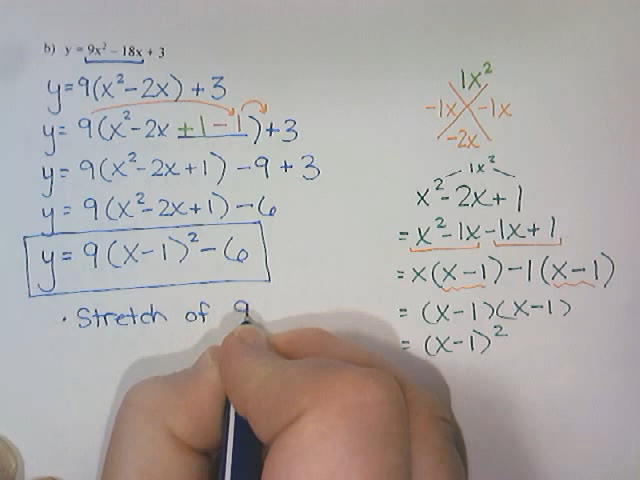 b) y = 9x² – 18x + 3
y = 9(x² - 2x) + 3
y = 9(x² - 2x + 1 - 1) + 3
y = 9(x² - 2x + 1) - 9 + 3
y = 9(x² - 2x + 1) - 6
y = 9(x - 1)² - 6
· Stretch of 9
1x²
-1x -1x
-2x
1x²
x² - 2x + 1
= x² - 1x - 1x + 1
= x(x - 1) - 1(x - 1)
= (x - 1)(x - 1)
= (x - 1)²